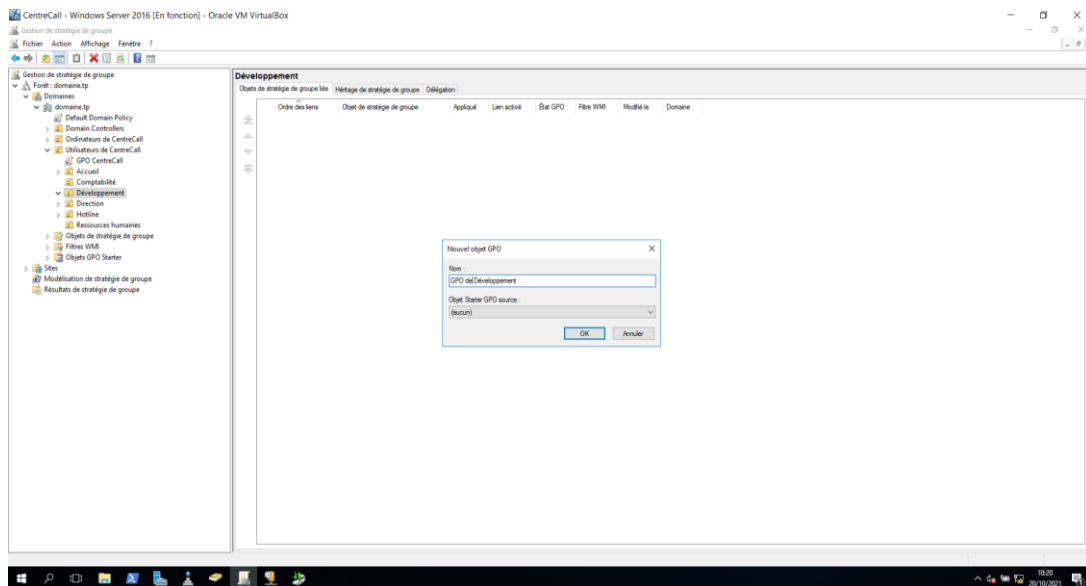 CentreCall - Windows Server 2016 [En fonction] - Oracle VM VirtualBox
Gestion de stratégie de groupe
Fichier Action Affichage Fenêtre ?
Gestion de stratégie de groupe
Forêt : domaine.tp
Domaines
domaine.tp
Default Domain Policy
Domain Controllers
Ordinateurs de CentreCall
Utilisateurs de CentreCall
GPO CentreCall
Accueil
Comptabilité
Développement
Direction
Hotline
Ressources humaines
Objets de stratégie de groupe
Filtres WMI
Objets GPO Starter
Sites
Modélisation de stratégie de groupe
Résultats de stratégie de groupe
Développement
Objets de stratégie de groupe liés Héritage de stratégie de groupe Délégation
Ordre des liens Objet de stratégie de groupe Appliqué Lien activé État GPO Filtre WMI Modifié le Domaine
Nouvel objet GPO
Nom :
GPO de Développement
Objet Starter GPO source :
(aucun)
OK Annuler
10:20
20/10/2021